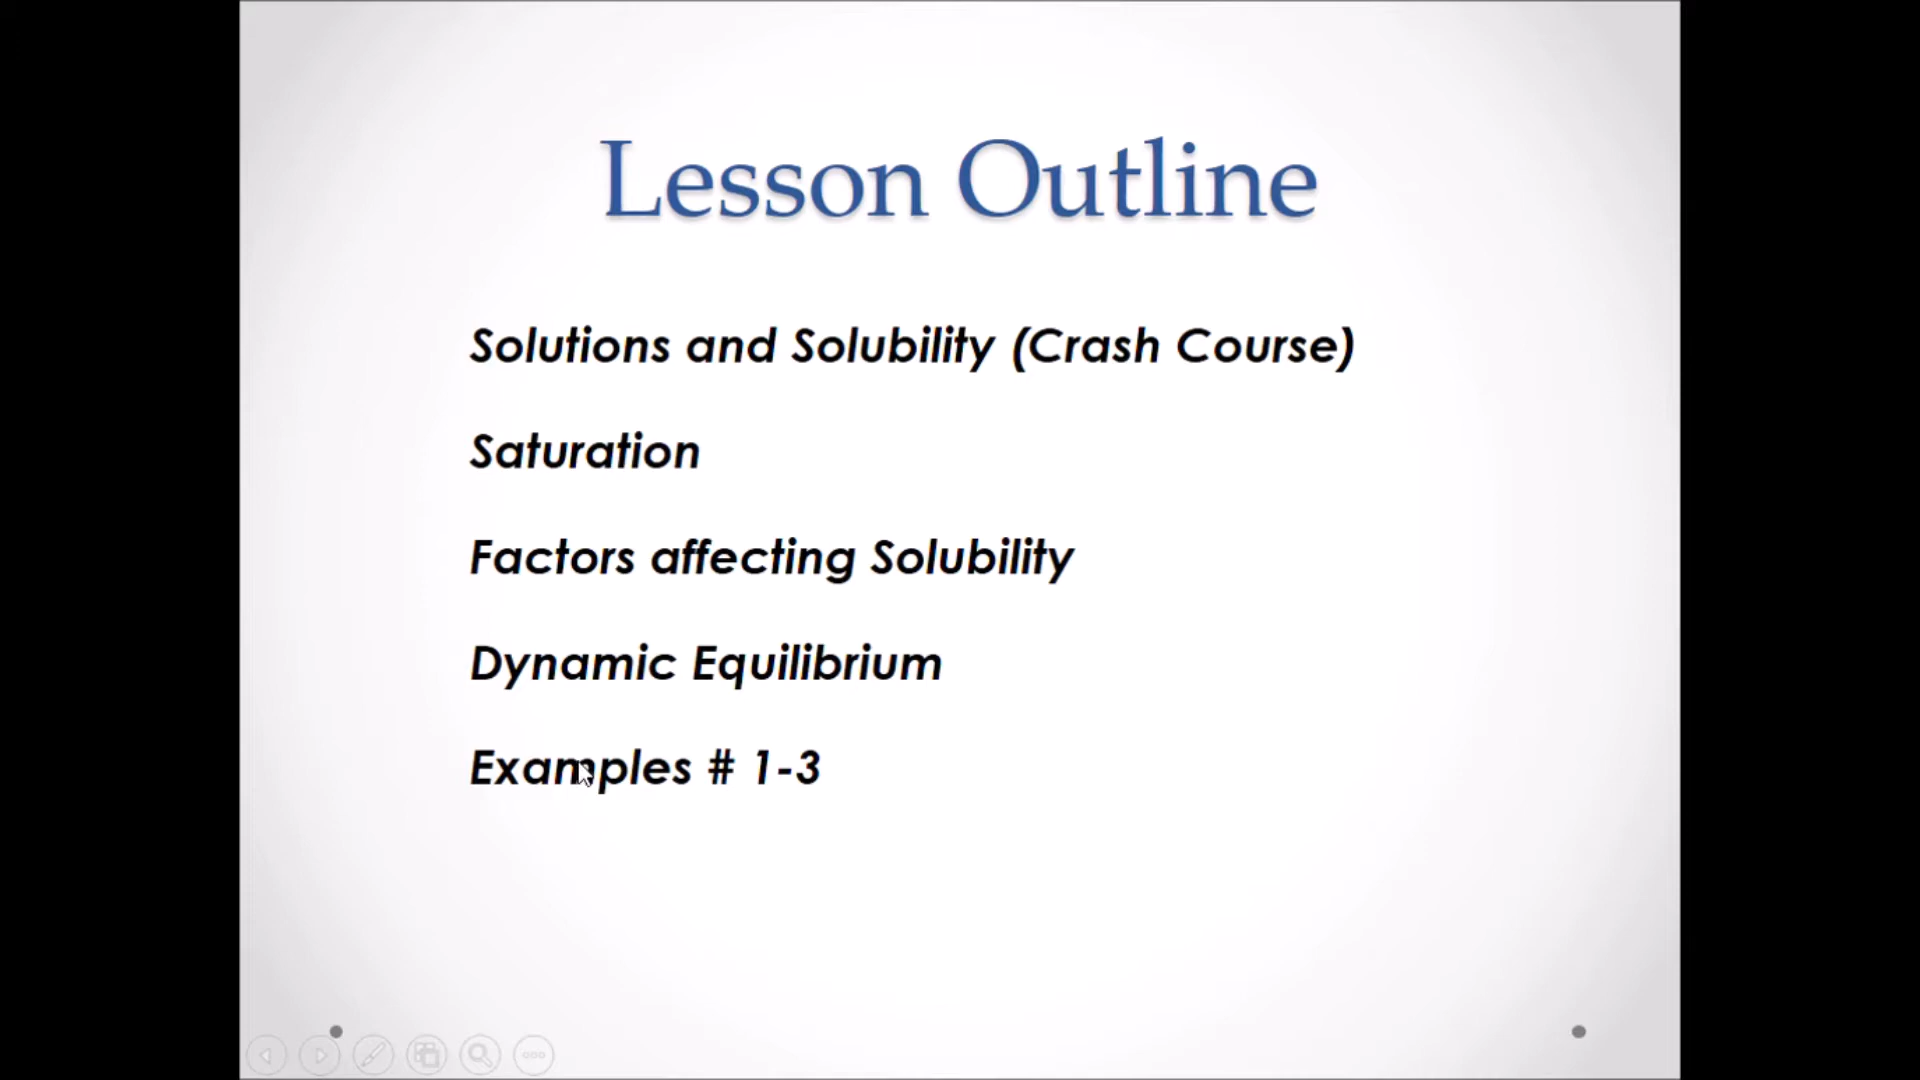 Lesson Outline
Solutions and Solubility (Crash Course)
Saturation
Factors affecting Solubility
Dynamic Equilibrium
Examples # 1-3